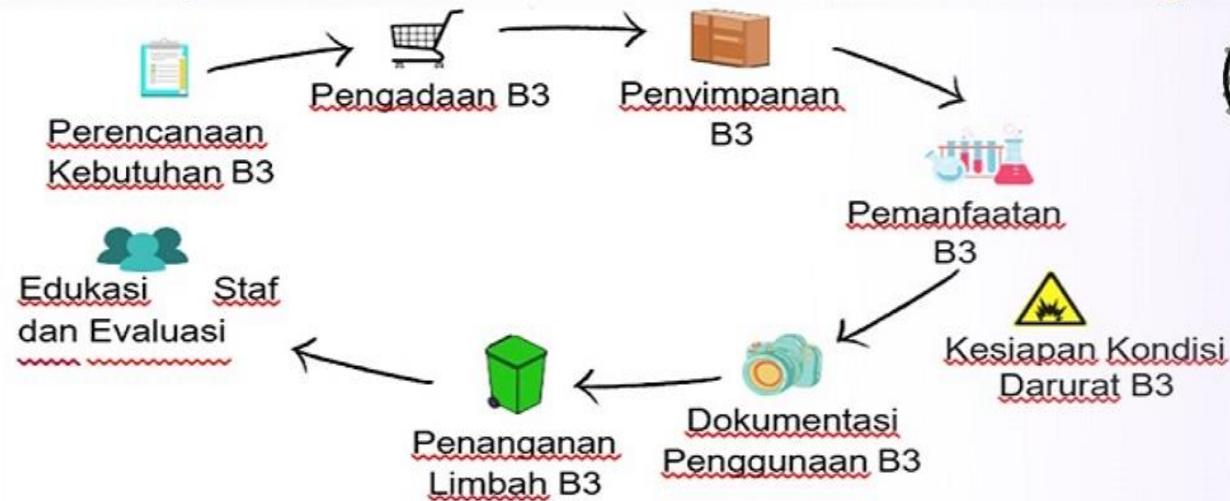 Perencanaan
Kebutuhan B3
Pengadaan B3
Penyimpanan
B3
Pemanfaatan
B3
Kesiapan Kondisi
Darurat B3
Dokumentasi
Penggunaan B3
Penanganan
Limbah B3
Edukasi Staf
dan Evaluasi